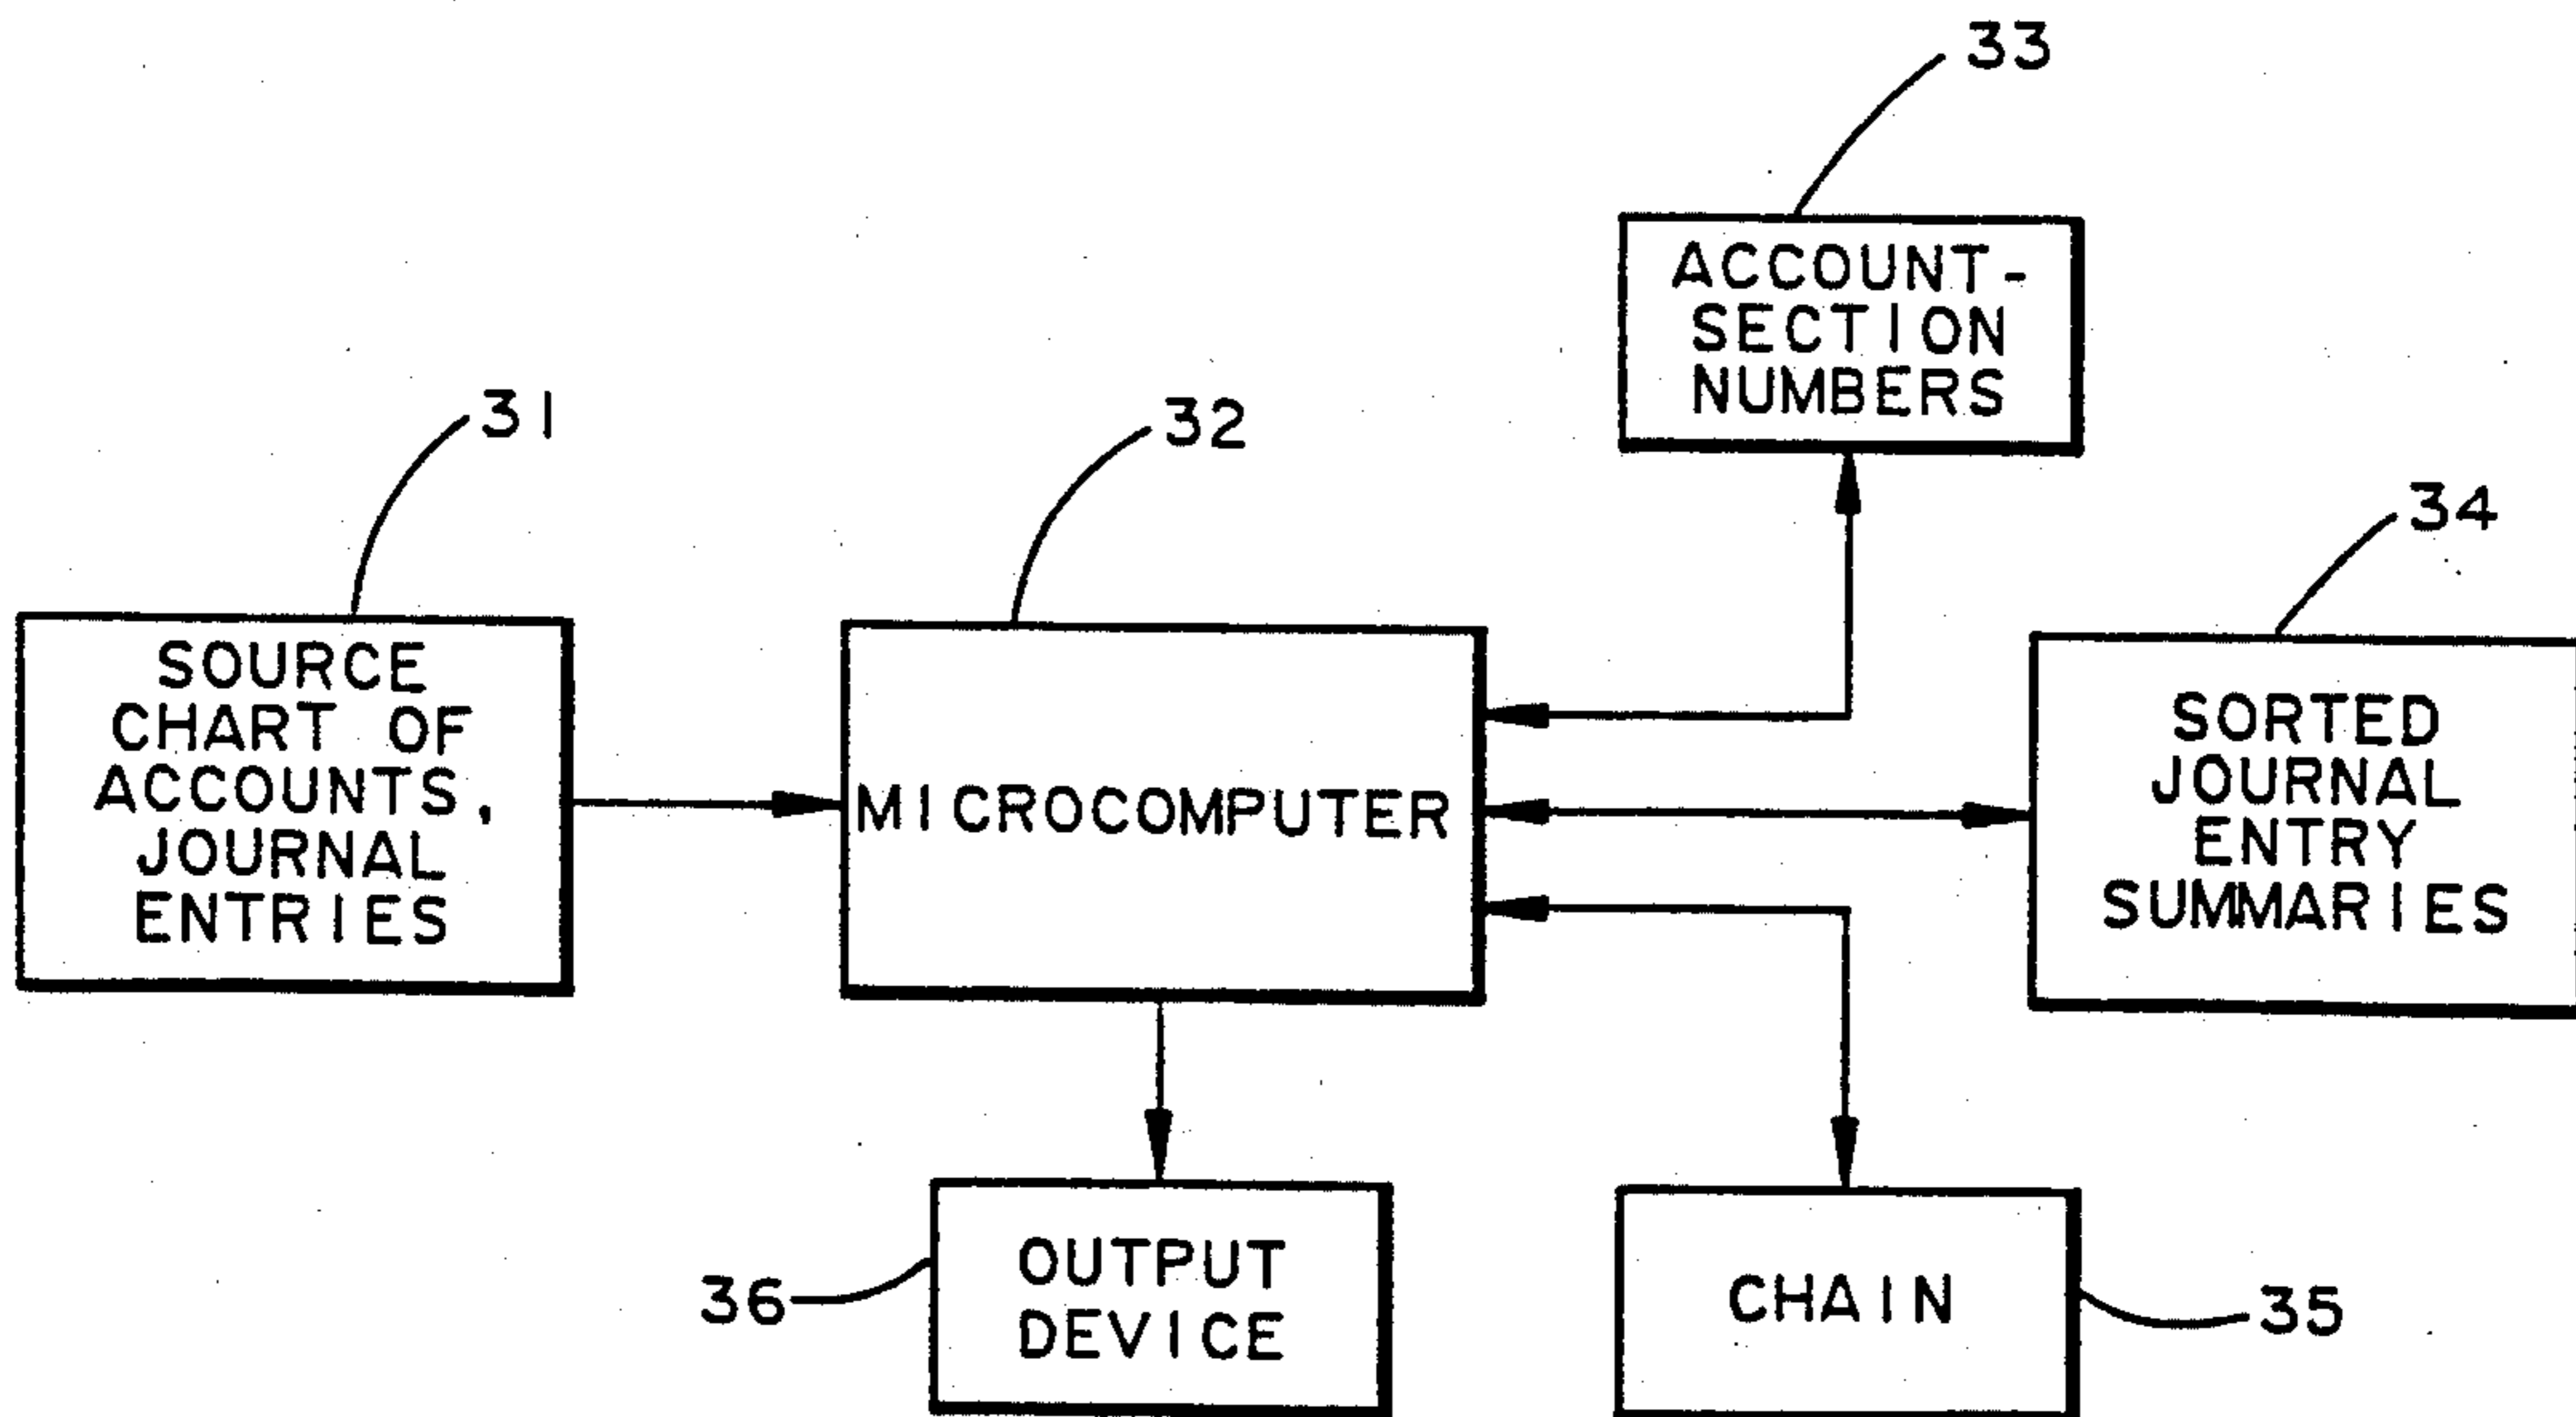 33
ACCOUNT-
SECTION
NUMBERS
31
32
34
SOURCE
CHART OF
ACCOUNTS,
JOURNAL
ENTRIES
MICROCOMPUTER
SORTED
JOURNAL
ENTRY
SUMMARIES
36
OUTPUT
DEVICE
CHAIN
35